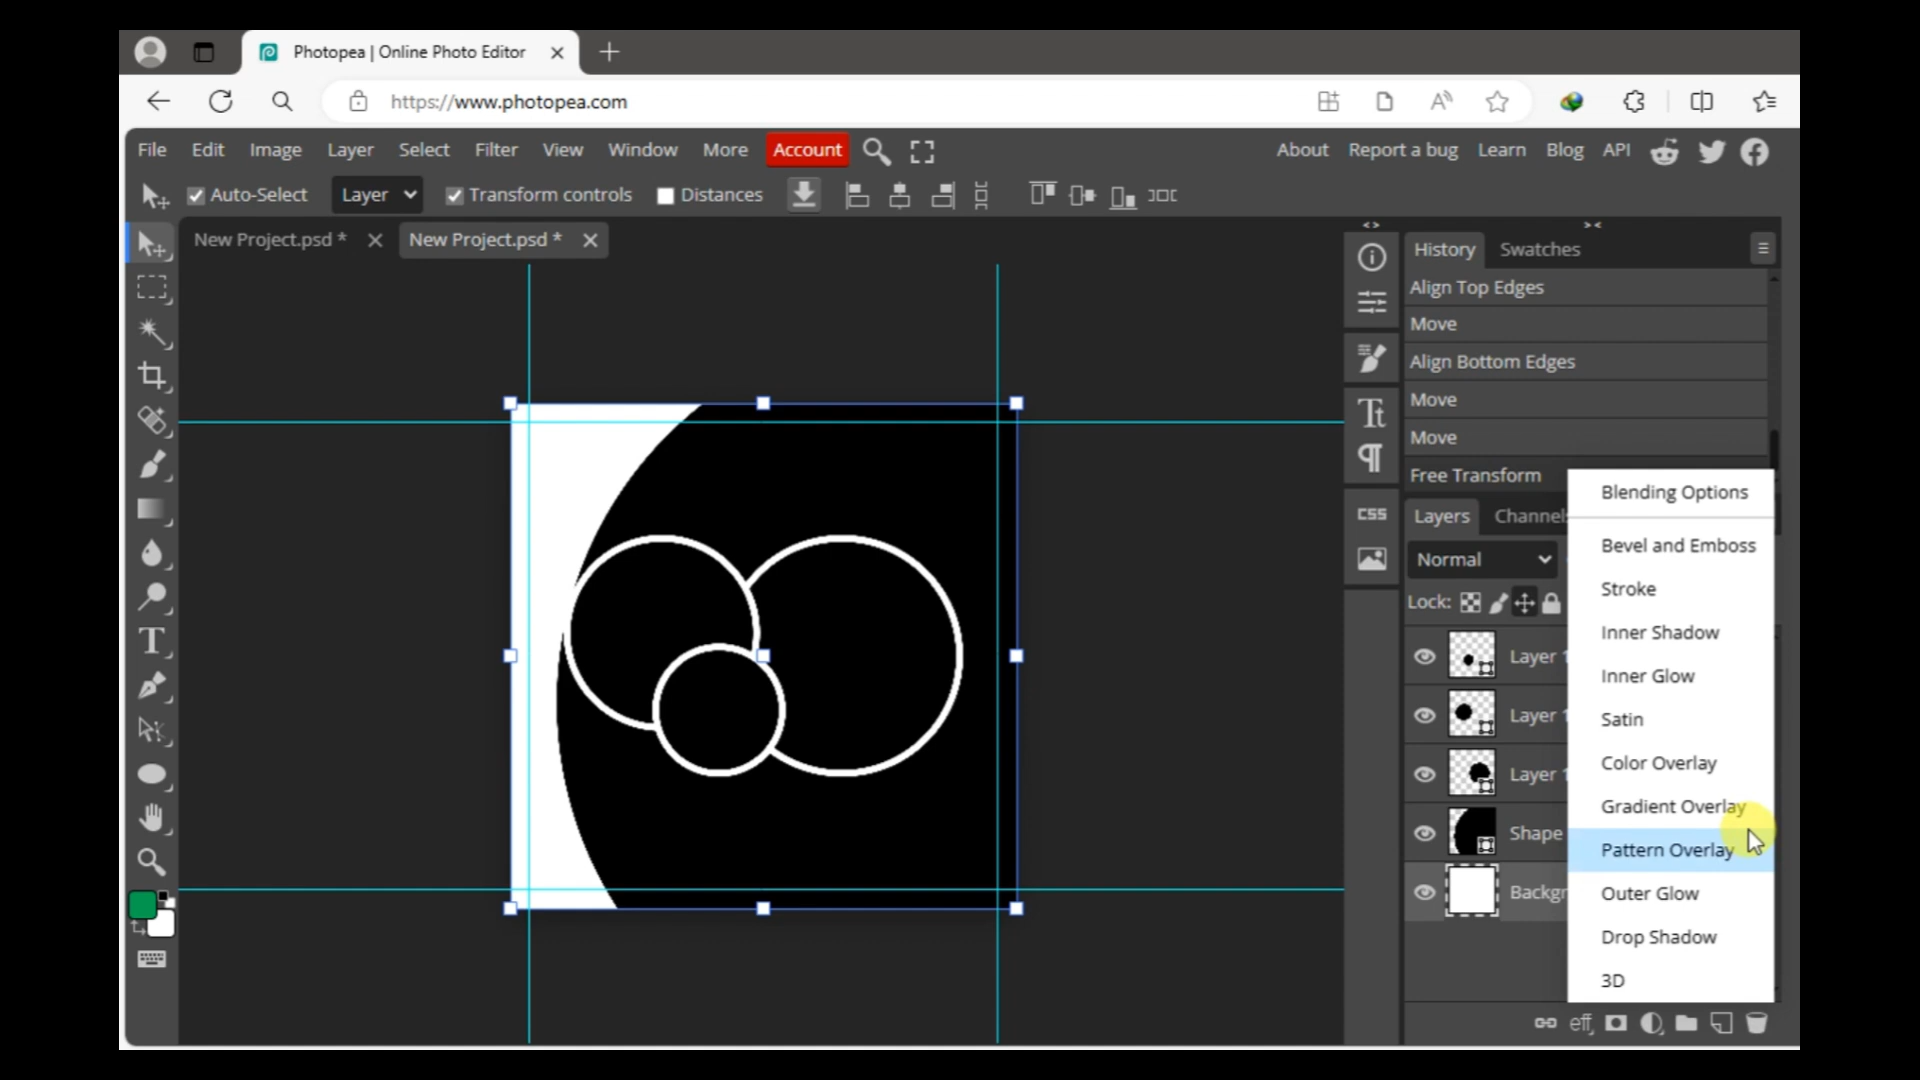 Photopea | Online Photo Editor
https://www.photopea.com
File Edit Image Layer Select Filter View Window More Account About Report a bug Learn Blog API
Auto-Select Layer Transform controls Distances
New Project.psd * New Project.psd *
History Swatches
Align Top Edges
Move
Align Bottom Edges
Move
Move
Free Transform
Blending Options
CSS
Layers Channel
Bevel and Emboss
Normal
Stroke
Lock:
Inner Shadow
Layer 1
Inner Glow
Layer 1
Satin
Color Overlay
Layer 1
Gradient Overlay
Shape
Pattern Overlay
Backgr
Outer Glow
Drop Shadow
3D
eff